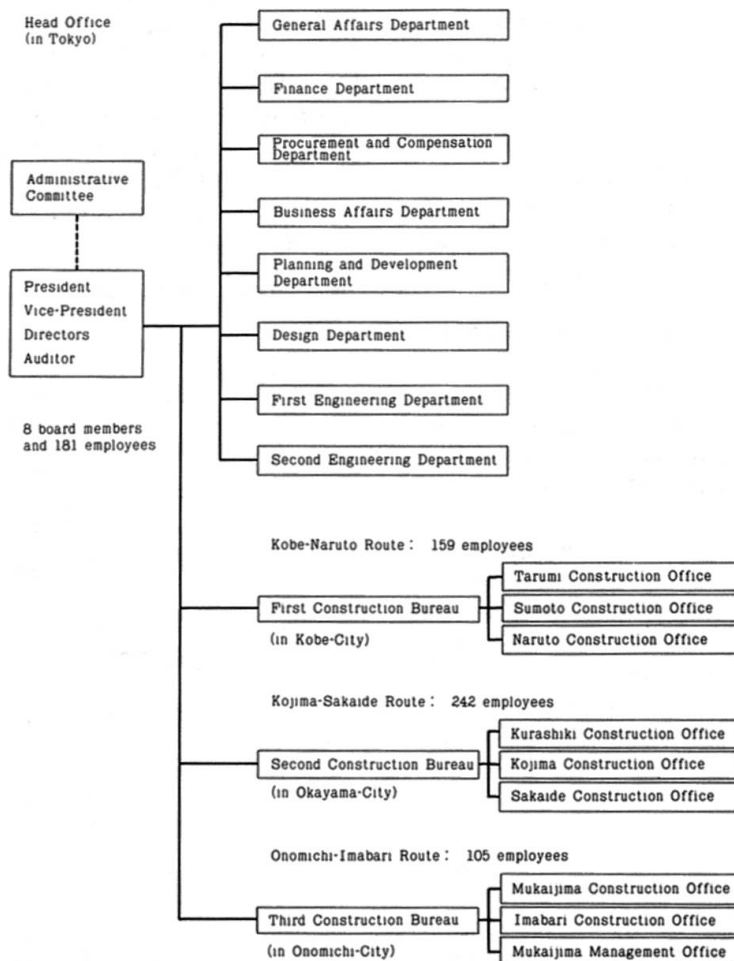 Head Office
(in Tokyo)
General Affairs Department
Finance Department
Procurement and Compensation
Department
Administrative
Committee
Business Affairs Department
Planning and Development
Department
President
Vice-President
Directors
Auditor
Design Department
First Engineering Department
8 board members
and 181 employees
Second Engineering Department
Kobe-Naruto Route : 159 employees
First Construction Bureau
(in Kobe-City)
Tarumi Construction Office
Sumoto Construction Office
Naruto Construction Office
Kojima-Sakaide Route : 242 employees
Second Construction Bureau
(in Okayama-City)
Kurashiki Construction Office
Kojima Construction Office
Sakaide Construction Office
Onomichi-Imabari Route : 105 employees
Third Construction Bureau
(in Onomichi-City)
Mukaijima Construction Office
Imabari Construction Office
Mukaijima Management Office